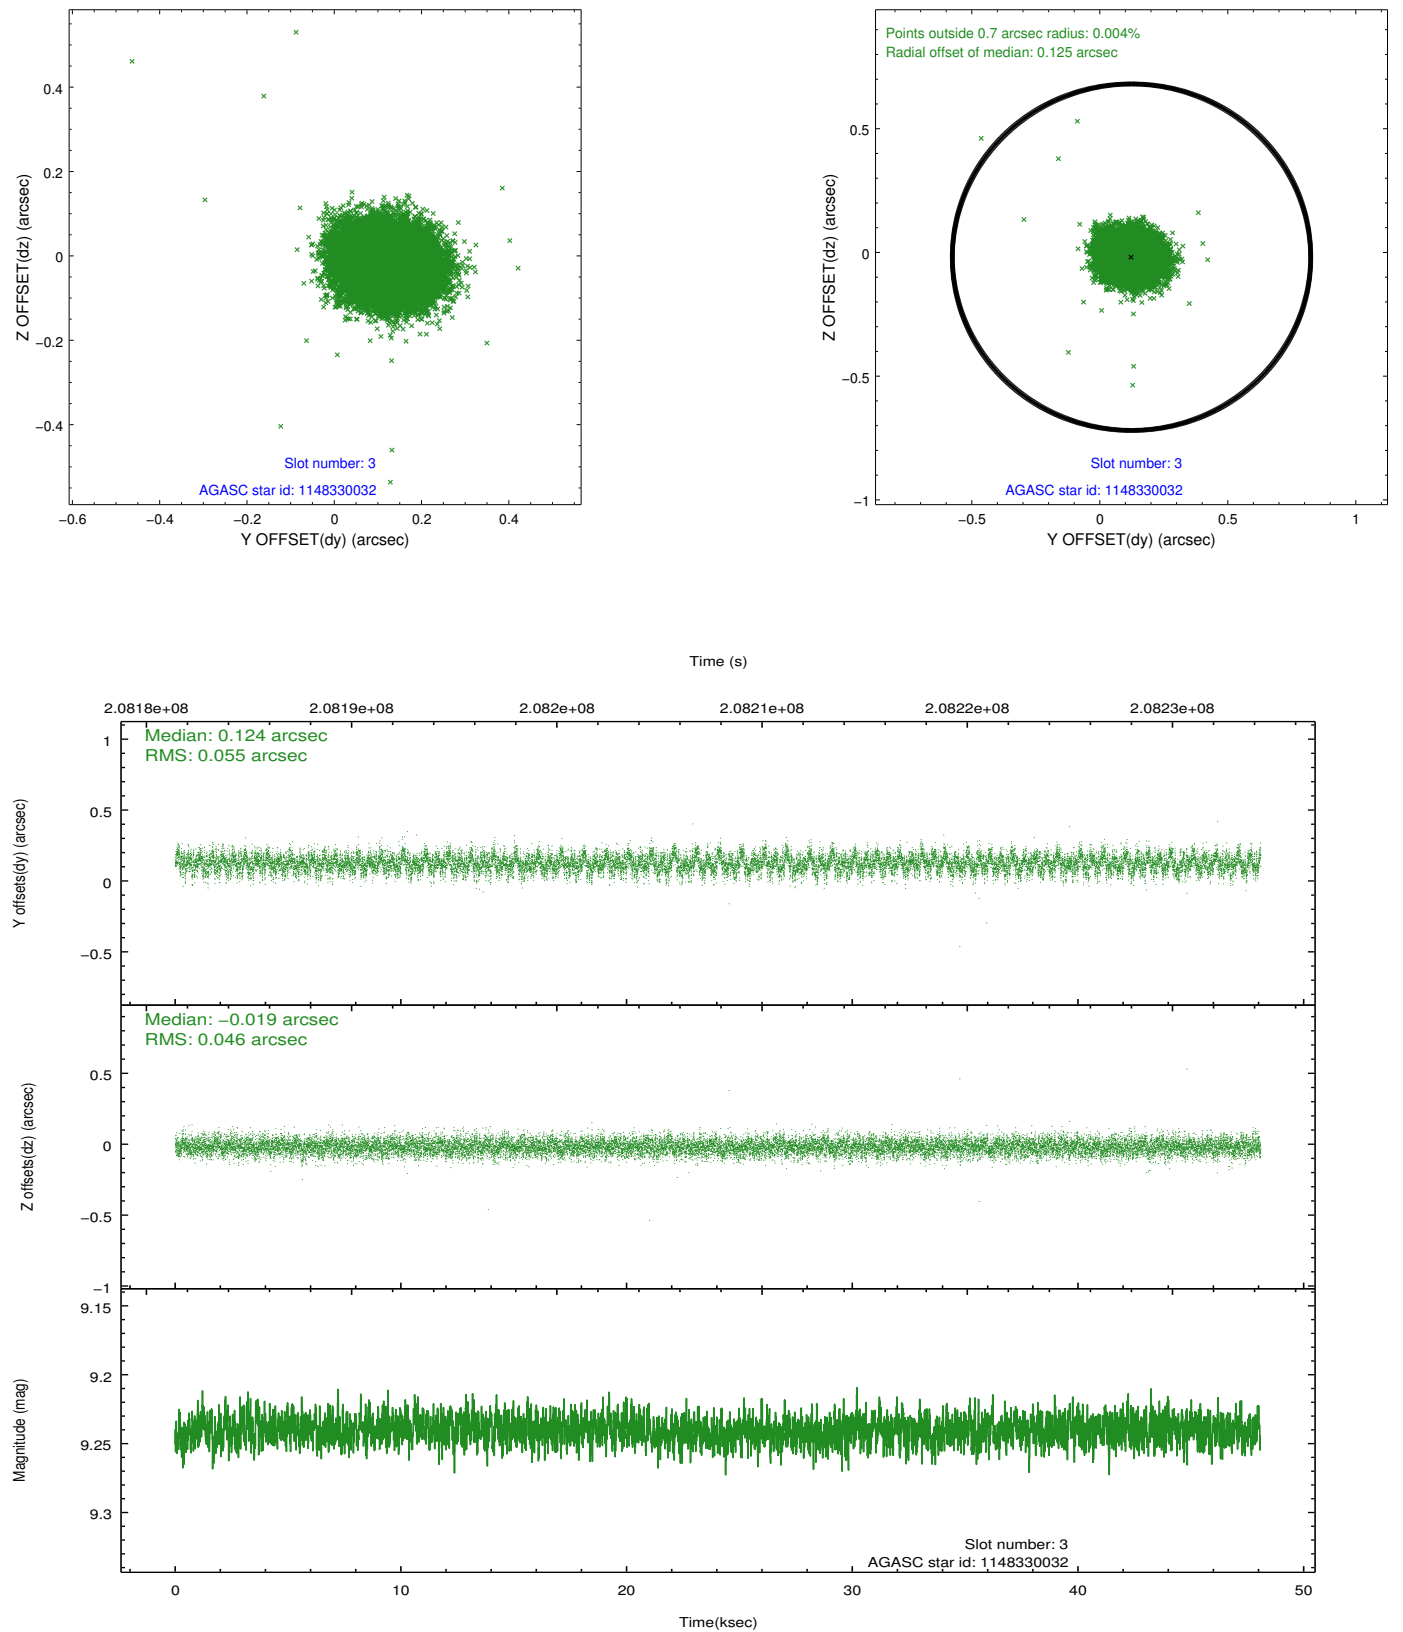 0.4
0.2
0
−0.2
−0.4
Z OFFSET(dz) (arcsec)
Slot number: 3
AGASC star id: 1148330032
−0.6 −0.4 −0.2 0 0.2 0.4
Y OFFSET(dy) (arcsec)
Points outside 0.7 arcsec radius: 0.004%
Radial offset of median: 0.125 arcsec
0.5
0
−0.5
−1
Z OFFSET(dz) (arcsec)
Slot number: 3
AGASC star id: 1148330032
−0.5 0 0.5 1
Y OFFSET(dy) (arcsec)
Time (s)
2.0818e+08 2.0819e+08 2.082e+08 2.0821e+08 2.0822e+08 2.0823e+08
Median: 0.124 arcsec
RMS: 0.055 arcsec
1
0.5
0
−0.5
Y offsets(dy) (arcsec)
Median: −0.019 arcsec
RMS: 0.046 arcsec
0.5
0
−0.5
−1
Z offsets(dz) (arcsec)
9.15
9.2
9.25
9.3
Magnitude (mag)
Slot number: 3
AGASC star id: 1148330032
0 10 20 30 40 50
Time(ksec)